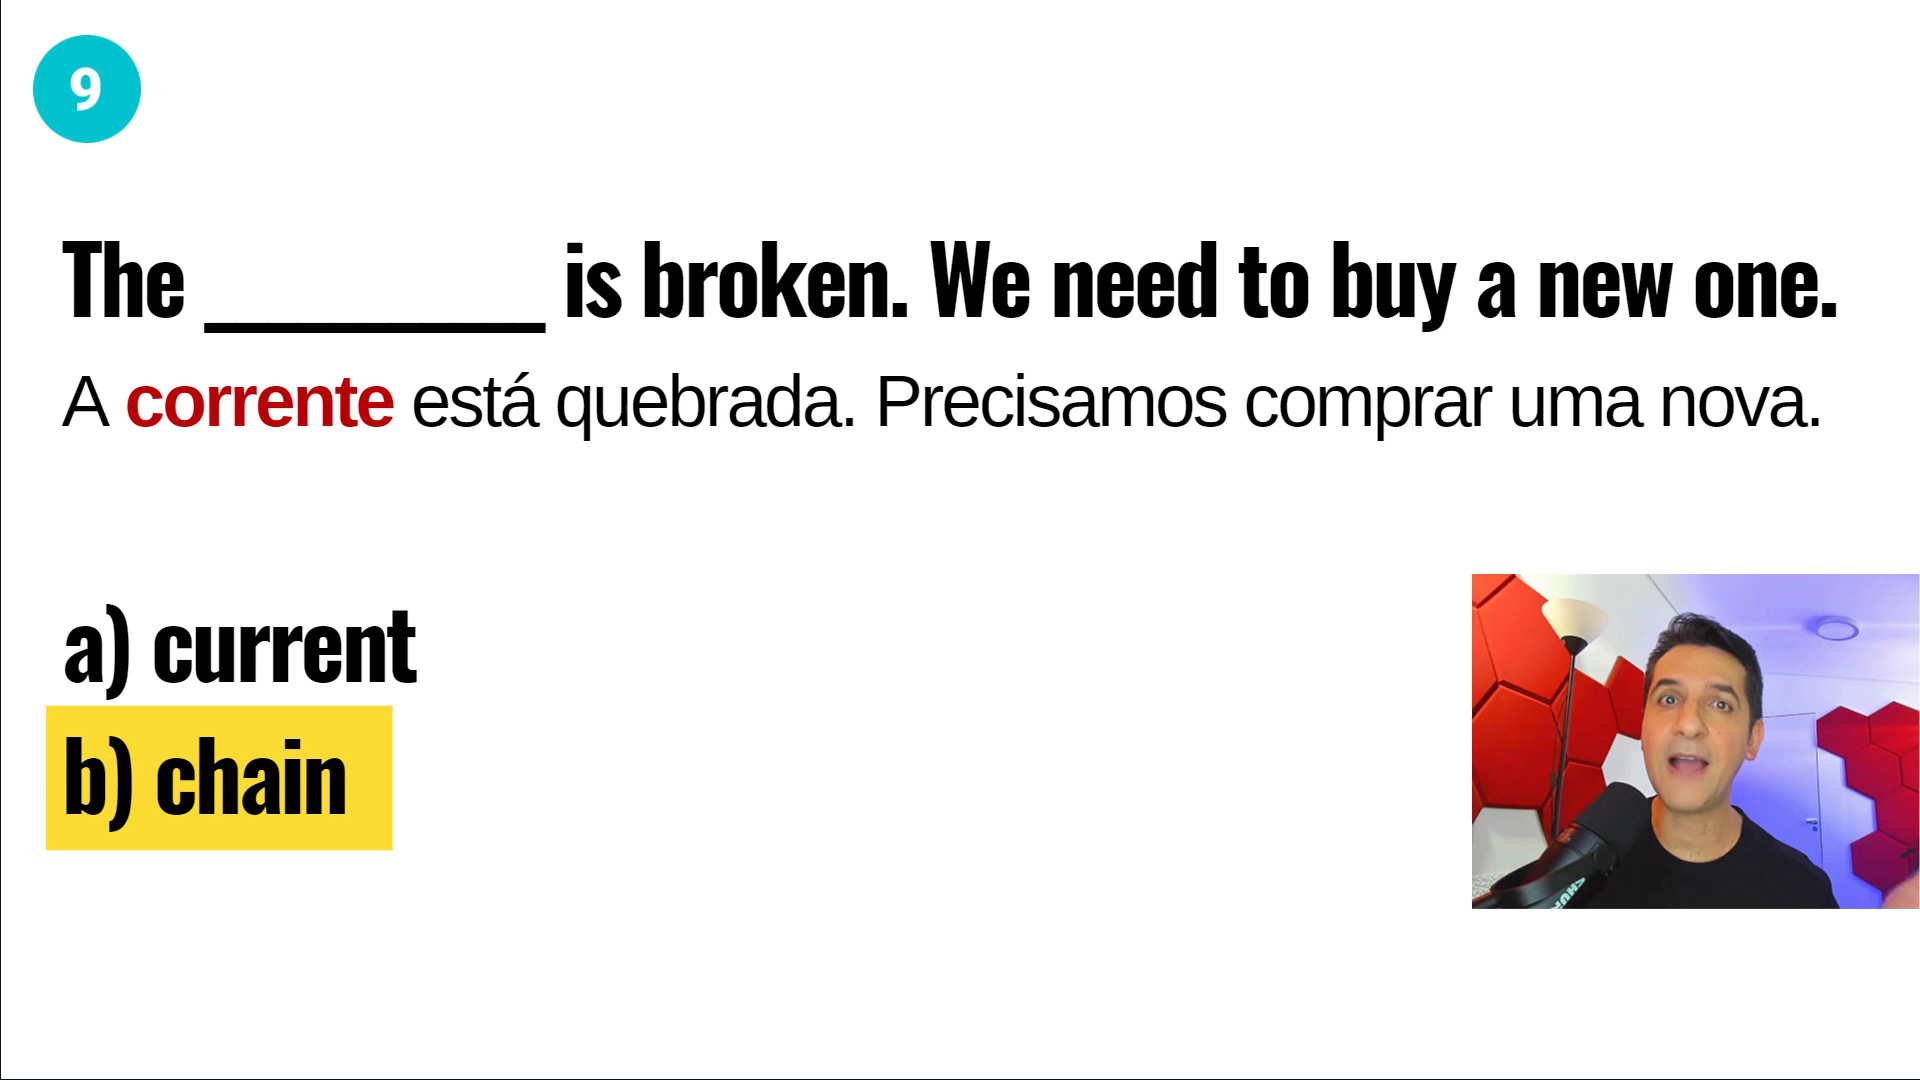 9
The ________ is broken. We need to buy a new one.
A corrente está quebrada. Precisamos comprar uma nova.
a) current
b) chain